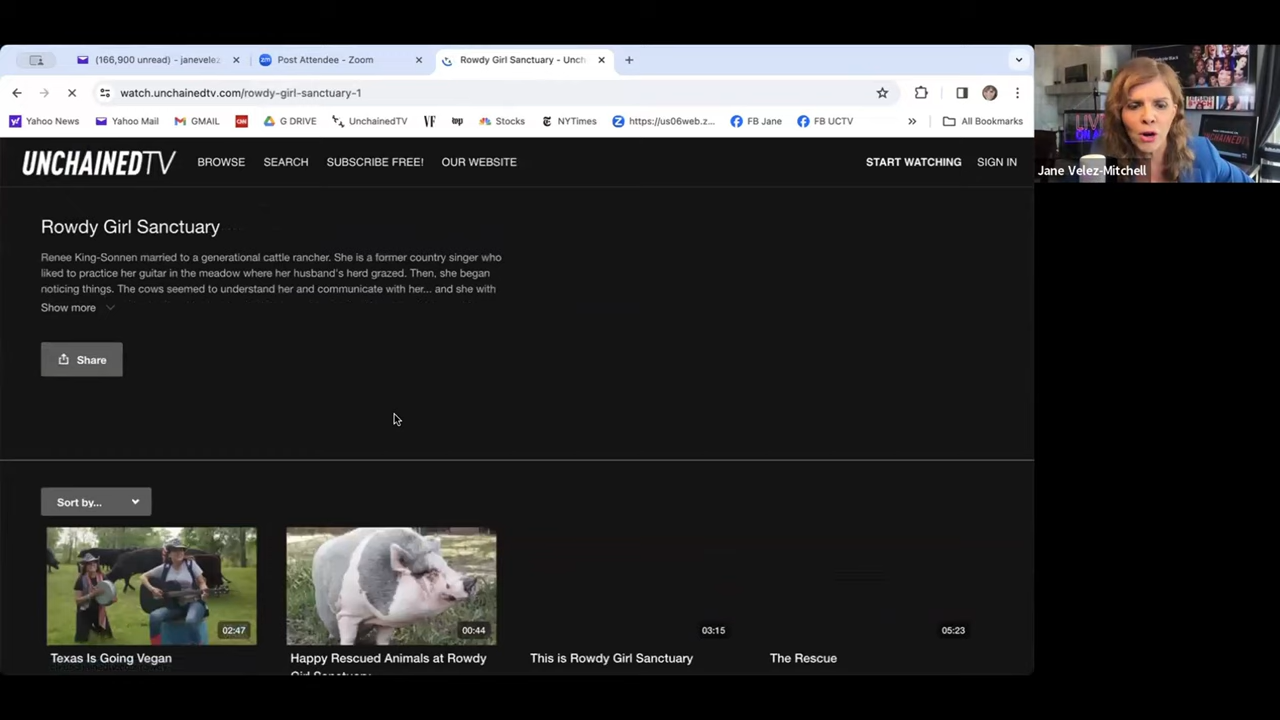 (166,900 unread) - janevelez
Post Attendee - Zoom
Rowdy Girl Sanctuary - Unch
watch.unchainedtv.com/rowdy-girl-sanctuary-1
Yahoo News
Yahoo Mail
GMAIL
CNN
G DRIVE
UnchainedTV
VF
wp
Stocks
NYTimes
https://us06web.z...
FB Jane
FB UCTV
»
All Bookmarks
Jane Velez-Mitchell
UNCHAINEDTV
BROWSE
SEARCH
SUBSCRIBE FREE!
OUR WEBSITE
START WATCHING
SIGN IN
Rowdy Girl Sanctuary
Renee King-Sonnen married to a generational cattle rancher. She is a former country singer who
liked to practice her guitar in the meadow where her husband's herd grazed. Then, she began
noticing things. The cows seemed to understand her and communicate with her... and she with
Show more
Share
Sort by...
02:47
00:44
03:15
05:23
Texas Is Going Vegan
Happy Rescued Animals at Rowdy
Girl Sanctuary
This is Rowdy Girl Sanctuary
The Rescue